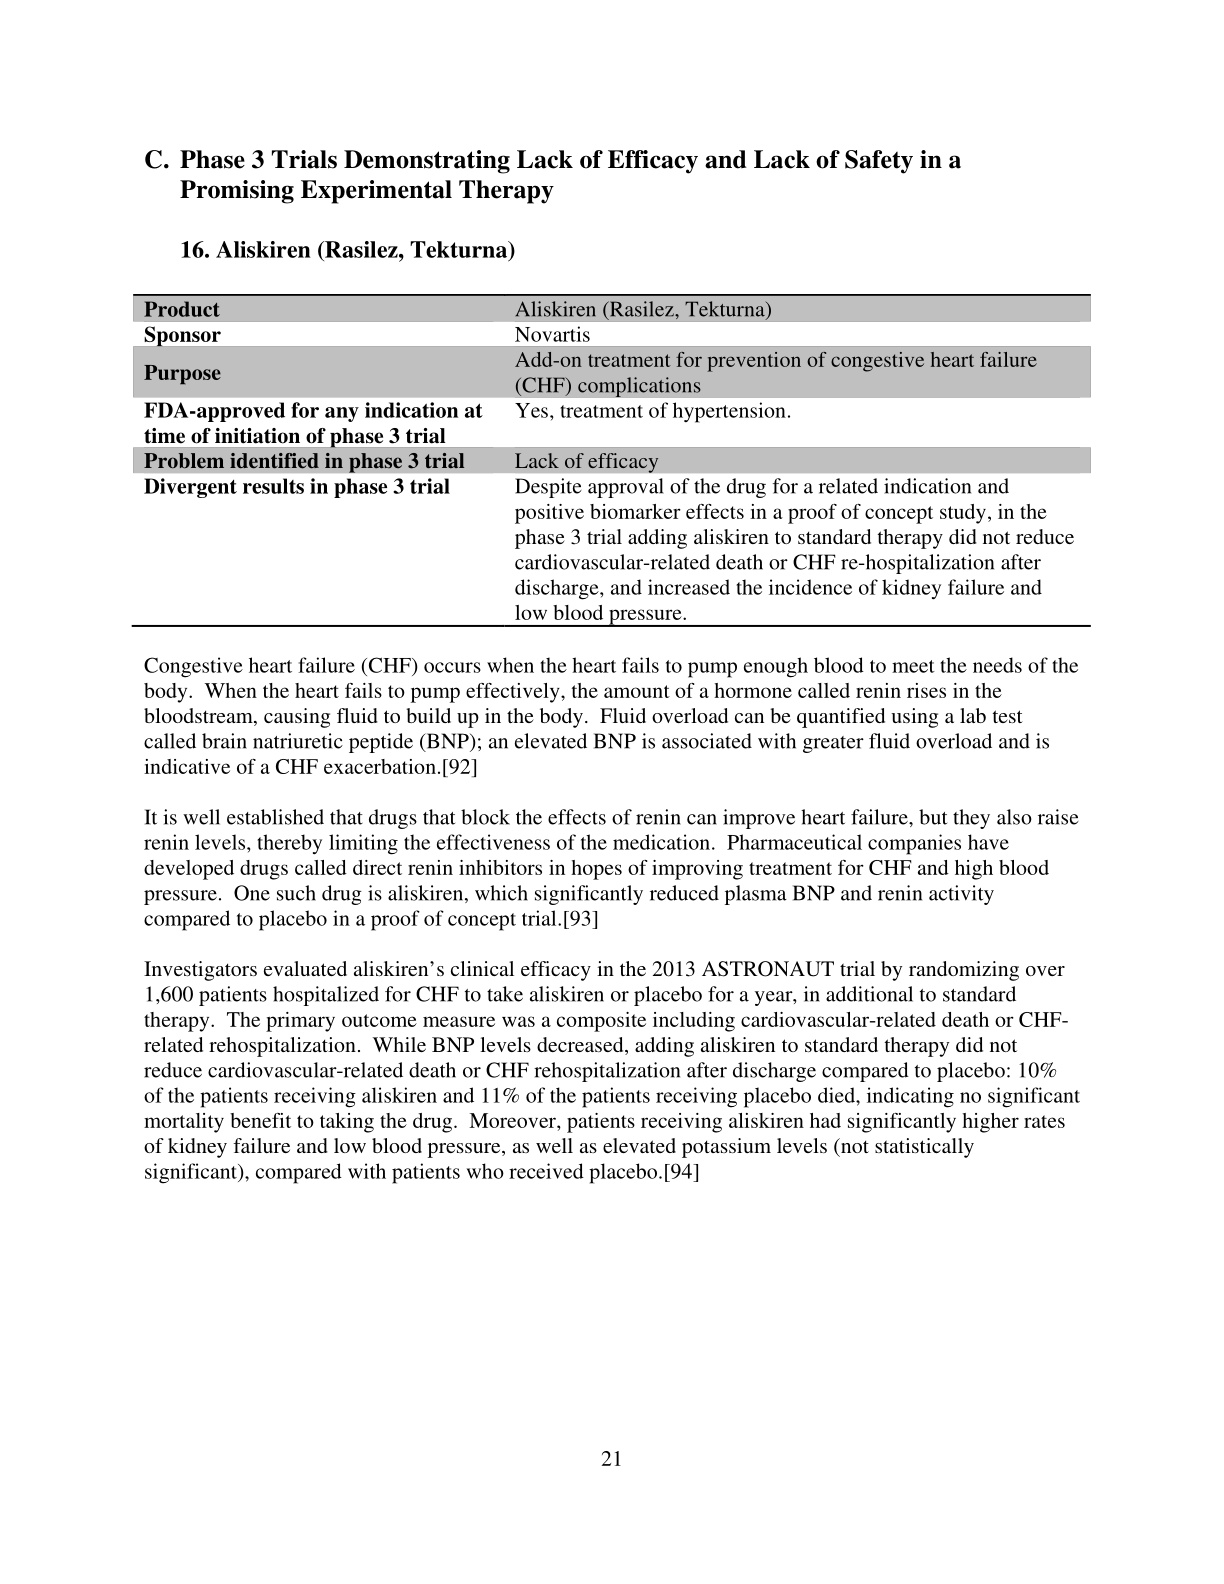 C. Phase 3 Trials Demonstrating Lack of Efficacy and Lack of Safety in a
Promising Experimental Therapy
16. Aliskiren (Rasilez, Tekturna)
Product Aliskiren (Rasilez, Tekturna)
Sponsor Novartis
Purpose Add-on treatment for prevention of congestive heart failure
(CHF) complications
FDA-approved for any indication at Yes, treatment of hypertension.
time of initiation of phase 3 trial
Problem identified in phase 3 trial Lack of efficacy
Divergent results in phase 3 trial Despite approval of the drug for a related indication and
positive biomarker effects in a proof of concept study, in the
phase 3 trial adding aliskiren to standard therapy did not reduce
cardiovascular-related death or CHF re-hospitalization after
discharge, and increased the incidence of kidney failure and
low blood pressure.
Congestive heart failure (CHF) occurs when the heart fails to pump enough blood to meet the needs of the
body.  When the heart fails to pump effectively, the amount of a hormone called renin rises in the
bloodstream, causing fluid to build up in the body.  Fluid overload can be quantified using a lab test
called brain natriuretic peptide (BNP); an elevated BNP is associated with greater fluid overload and is
indicative of a CHF exacerbation.[92]
It is well established that drugs that block the effects of renin can improve heart failure, but they also raise
renin levels, thereby limiting the effectiveness of the medication.  Pharmaceutical companies have
developed drugs called direct renin inhibitors in hopes of improving treatment for CHF and high blood
pressure.  One such drug is aliskiren, which significantly reduced plasma BNP and renin activity
compared to placebo in a proof of concept trial.[93]
Investigators evaluated aliskiren’s clinical efficacy in the 2013 ASTRONAUT trial by randomizing over
1,600 patients hospitalized for CHF to take aliskiren or placebo for a year, in additional to standard
therapy.  The primary outcome measure was a composite including cardiovascular-related death or CHF-
related rehospitalization.  While BNP levels decreased, adding aliskiren to standard therapy did not
reduce cardiovascular-related death or CHF rehospitalization after discharge compared to placebo: 10%
of the patients receiving aliskiren and 11% of the patients receiving placebo died, indicating no significant
mortality benefit to taking the drug.  Moreover, patients receiving aliskiren had significantly higher rates
of kidney failure and low blood pressure, as well as elevated potassium levels (not statistically
significant), compared with patients who received placebo.[94]
21